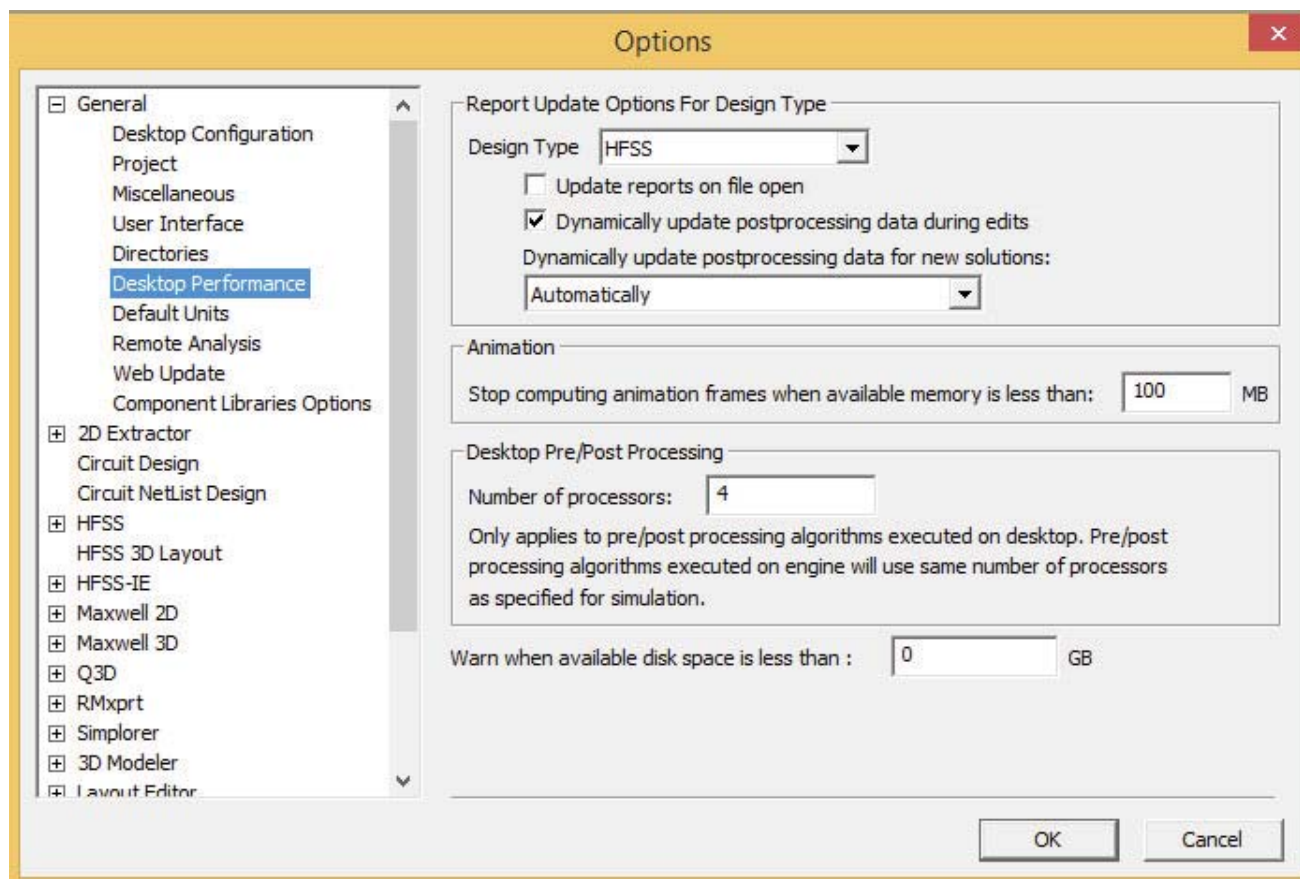 Options
General
Desktop Configuration
Project
Miscellaneous
User Interface
Directories
Desktop Performance
Default Units
Remote Analysis
Web Update
Component Libraries Options
2D Extractor
Circuit Design
Circuit NetList Design
HFSS
HFSS 3D Layout
HFSS-IE
Maxwell 2D
Maxwell 3D
Q3D
RMxprt
Simplorer
3D Modeler
Layout Editor
Report Update Options For Design Type
Design Type HFSS
Update reports on file open
Dynamically update postprocessing data during edits
Dynamically update postprocessing data for new solutions:
Automatically
Animation
Stop computing animation frames when available memory is less than: 100 MB
Desktop Pre/Post Processing
Number of processors: 4
Only applies to pre/post processing algorithms executed on desktop. Pre/post
processing algorithms executed on engine will use same number of processors
as specified for simulation.
Warn when available disk space is less than : 0 GB
OK Cancel